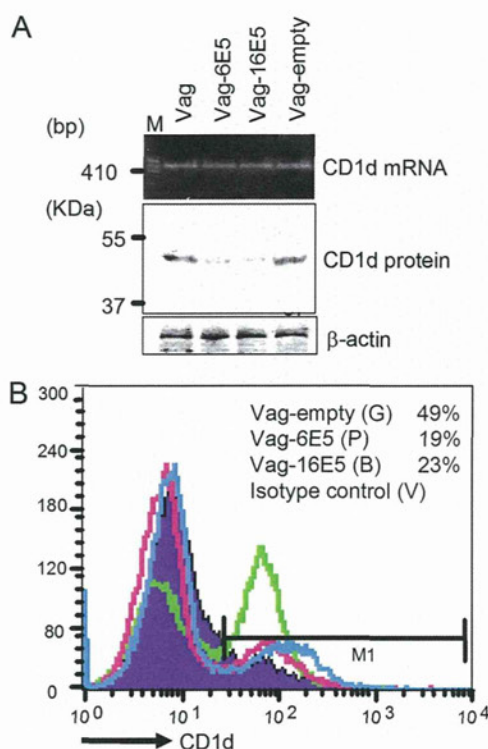 A
Vag
Vag-6E5
Vag-16E5
Vag-empty
(bp)
M
410
CD1d mRNA
(KDa)
55
37
CD1d protein
β-actin
B
300
240
180
120
80
0
Vag-empty (G) 49%
Vag-6E5 (P) 19%
Vag-16E5 (B) 23%
Isotype control (V)
M1
10⁰ 10¹ 10² 10³ 10⁴
CD1d